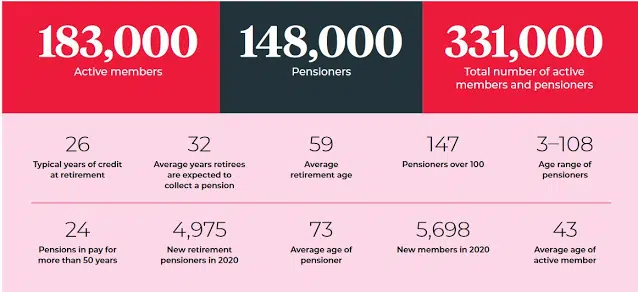 183,000
Active members
148,000
Pensioners
331,000
Total number of active
members and pensioners
26
Typical years of credit
at retirement
32
Average years retirees
are expected to
collect a pension
59
Average
retirement age
147
Pensioners over 100
3–108
Age range of
pensioners
24
Pensions in pay for
more than 50 years
4,975
New retirement
pensioners in 2020
73
Average age of
pensioner
5,698
New members in 2020
43
Average age of
active member